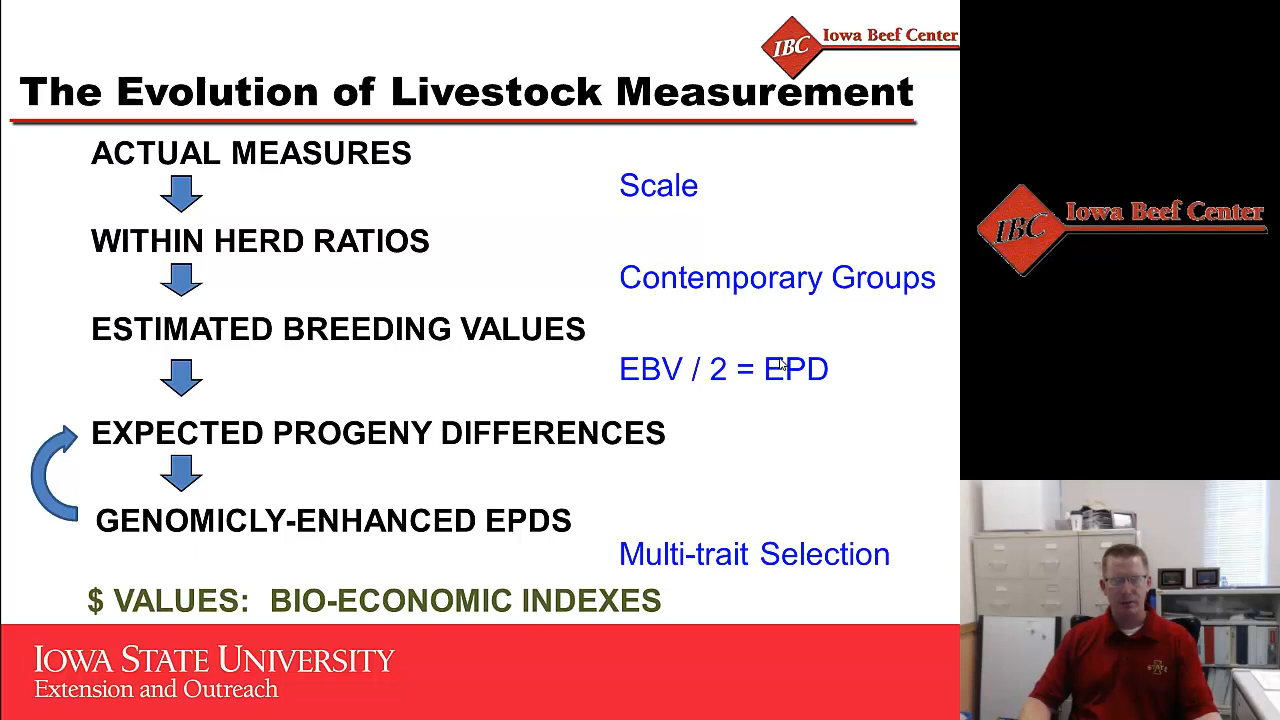 IBC Iowa Beef Center
The Evolution of Livestock Measurement
ACTUAL MEASURES
Scale
WITHIN HERD RATIOS
Contemporary Groups
ESTIMATED BREEDING VALUES
EBV / 2 = EPD
EXPECTED PROGENY DIFFERENCES
GENOMICLY-ENHANCED EPDS
Multi-trait Selection
$ VALUES: BIO-ECONOMIC INDEXES
IOWA STATE UNIVERSITY
Extension and Outreach
IBC Iowa Beef Center
STATE